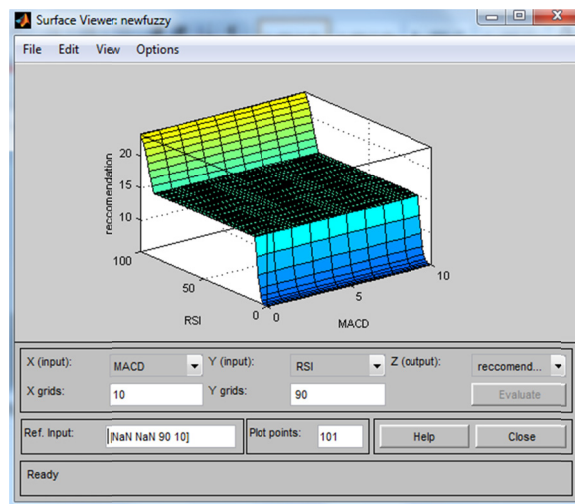 Surface Viewer: newfuzzy
File Edit View Options
reccomendation
20
15
10
100
50
0
RSI
0
5
10
MACD
X (input): MACD Y (input): RSI Z (output): reccomend...
X grids: 10 Y grids: 90 Evaluate
Ref. Input: [NaN NaN 90 10] Plot points: 101 Help Close
Ready